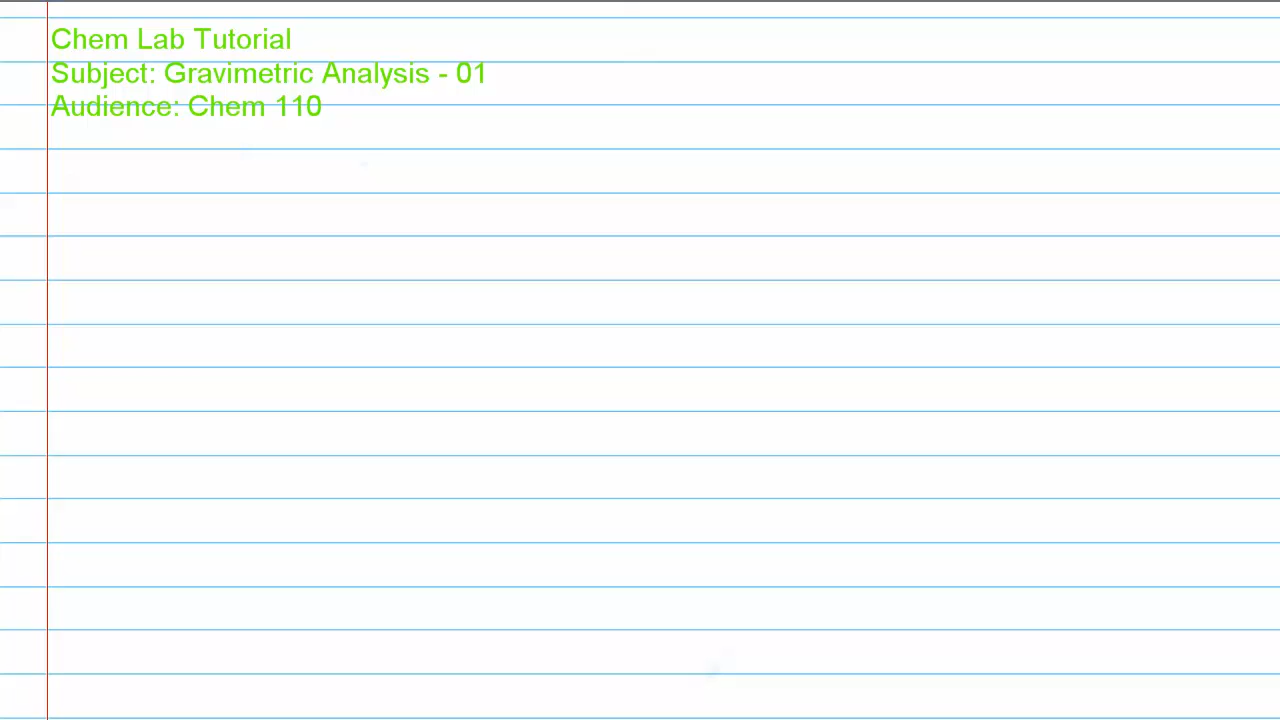 Chem Lab Tutorial
Subject: Gravimetric Analysis - 01
Audience: Chem 110